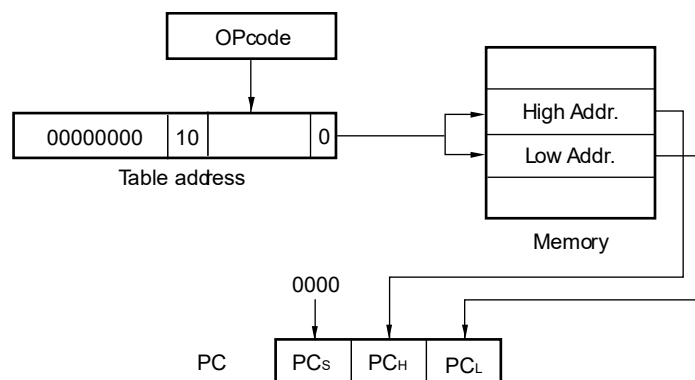 OPcode
00000000 10 0
Table address
High Addr.
Low Addr.
Memory
0000
PC PCS PCH PCL